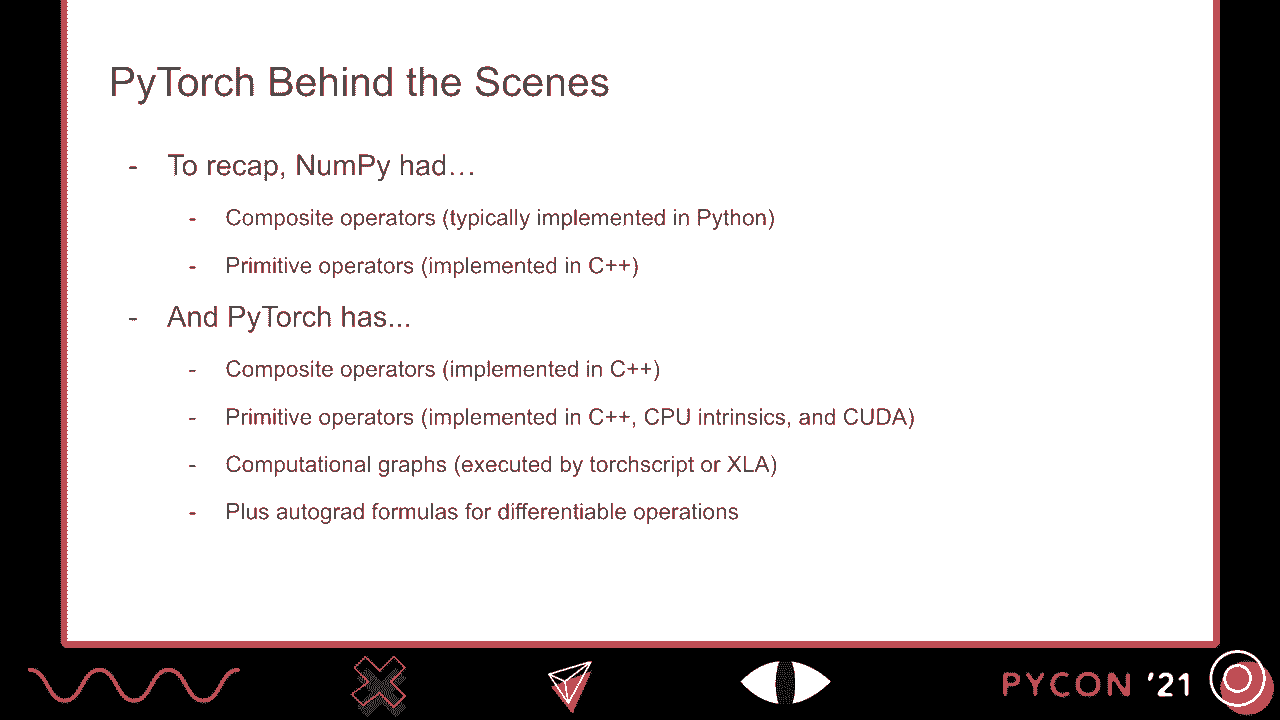 PyTorch Behind the Scenes
- To recap, NumPy had…
- Composite operators (typically implemented in Python)
- Primitive operators (implemented in C++)
- And PyTorch has...
- Composite operators (implemented in C++)
- Primitive operators (implemented in C++, CPU intrinsics, and CUDA)
- Computational graphs (executed by torchscript or XLA)
- Plus autograd formulas for differentiable operations
PYCON '21